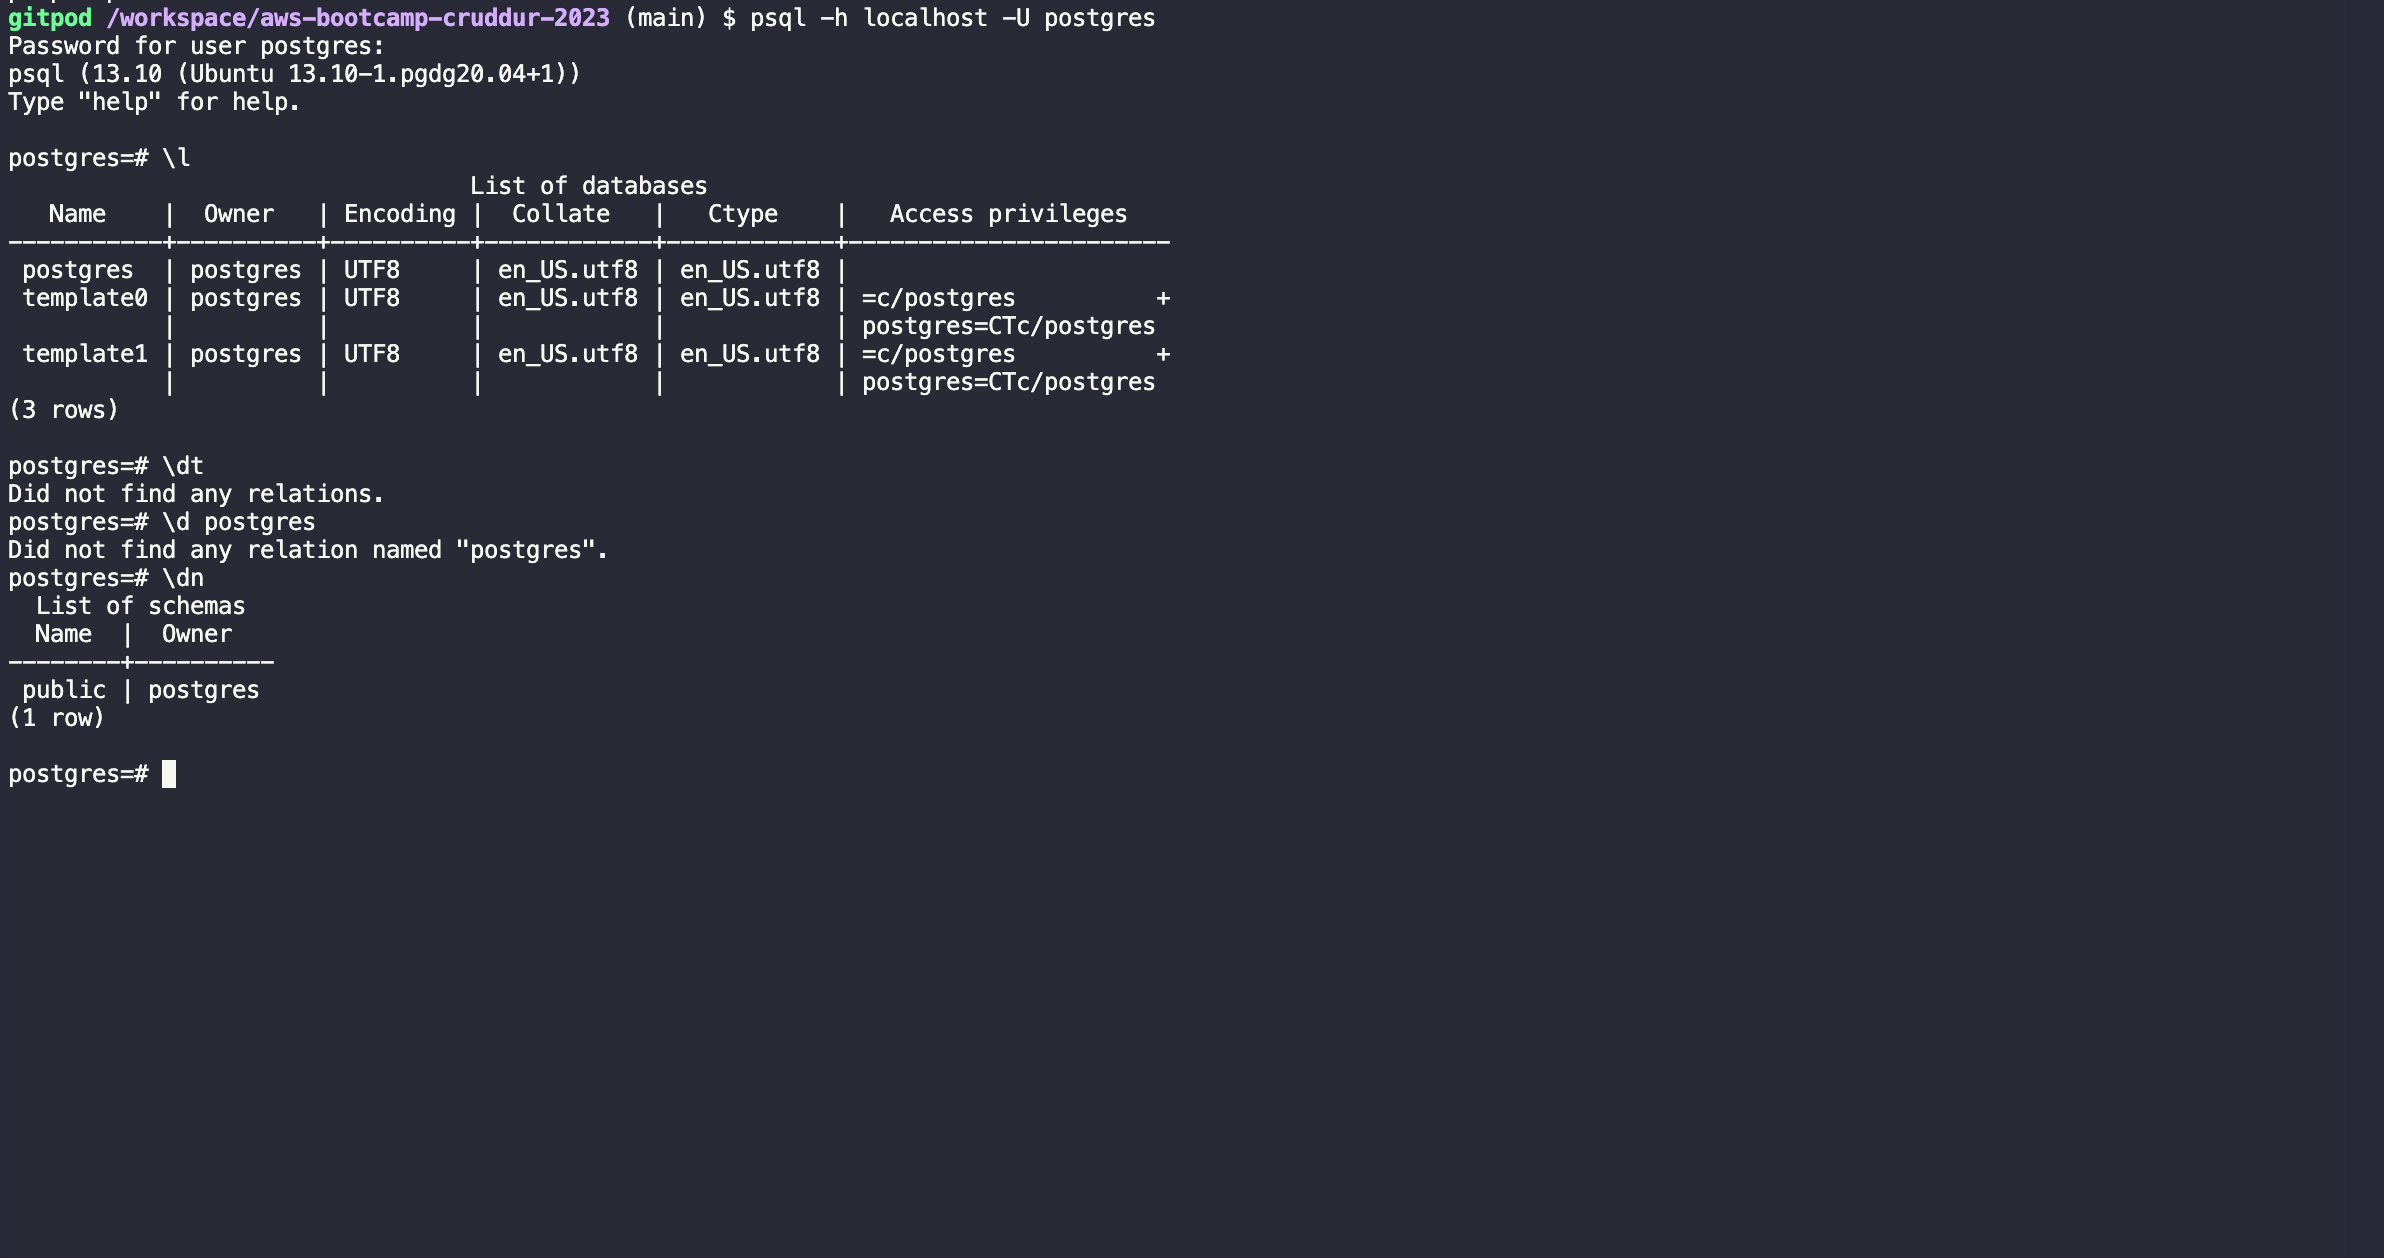 gitpod /workspace/aws-bootcamp-cruddur-2023 (main) $ psql -h localhost -U postgres
Password for user postgres:
psql (13.10 (Ubuntu 13.10-1.pgdg20.04+1))
Type "help" for help.
postgres=# \l
                                 List of databases
   Name    |  Owner   | Encoding |  Collate   |   Ctype    |   Access privileges
-----------+----------+----------+------------+------------+-----------------------
 postgres  | postgres | UTF8     | en_US.utf8 | en_US.utf8 |
 template0 | postgres | UTF8     | en_US.utf8 | en_US.utf8 | =c/postgres          +
           |          |          |            |            | postgres=CTc/postgres
 template1 | postgres | UTF8     | en_US.utf8 | en_US.utf8 | =c/postgres          +
           |          |          |            |            | postgres=CTc/postgres
(3 rows)
postgres=# \dt
Did not find any relations.
postgres=# \d postgres
Did not find any relation named "postgres".
postgres=# \dn
  List of schemas
  Name  |  Owner
--------+----------
 public | postgres
(1 row)
postgres=#